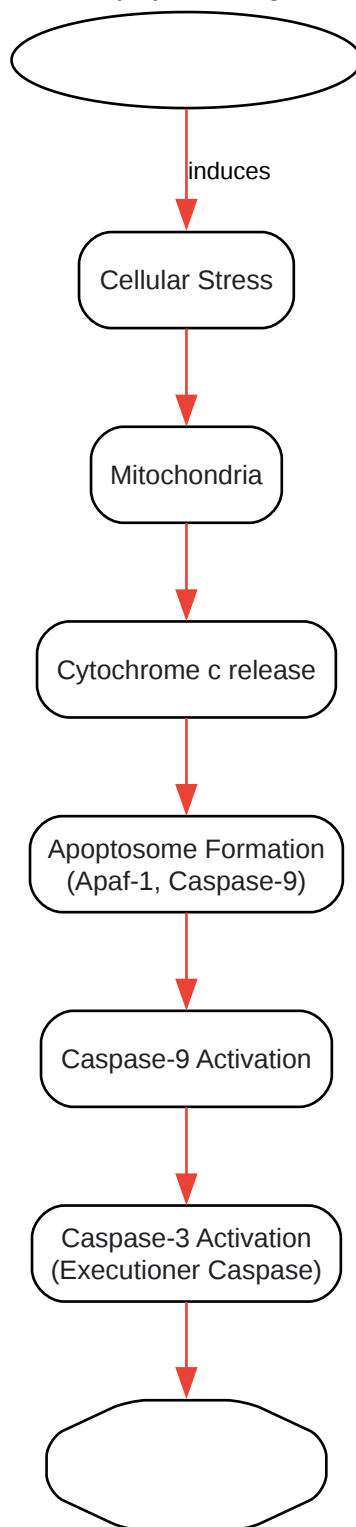 induces
Cellular Stress
Mitochondria
Cytochrome c release
Apoptosome Formation
(Apaf-1, Caspase-9)
Caspase-9 Activation
Caspase-3 Activation
(Executioner Caspase)